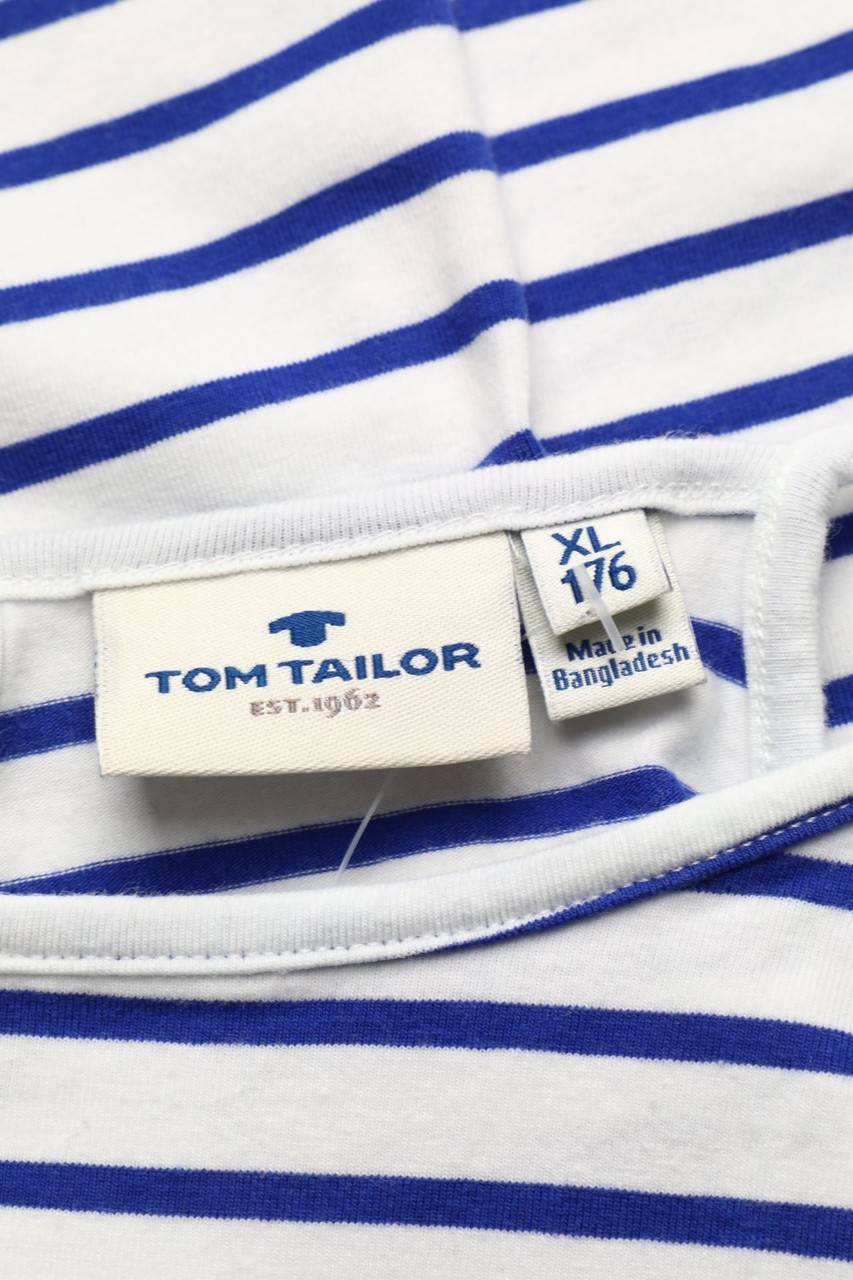 TOM TAILOR
EST.1962
XL
176
Made in
Bangladesh